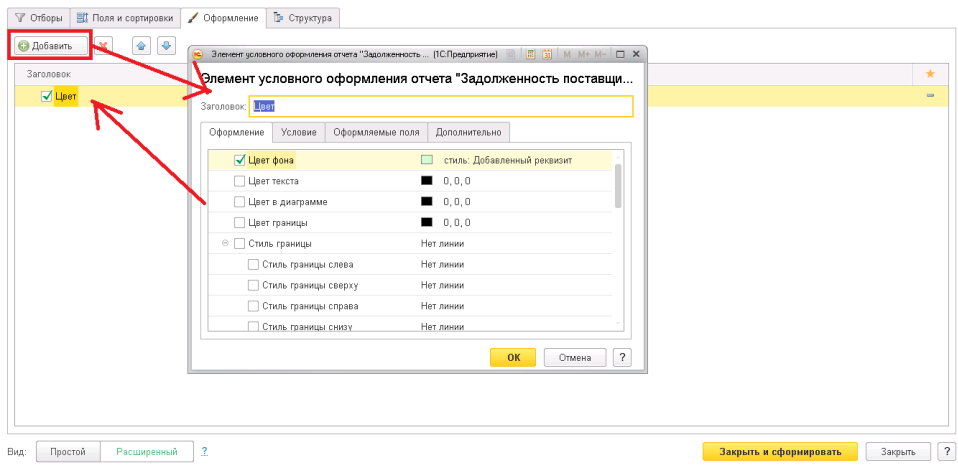 Отборы Поля и сортировки Оформление Структура
Добавить
Элемент условного оформления отчета "Задолженность ... (1С:Предприятие) M M+ M-
Элемент условного оформления отчета "Задолженность поставщи...
Заголовок
Заголовок: Цвет
Цвет
Оформление Условие Оформляемые поля Дополнительно
Цвет фона стиль: Добавленный реквизит
Цвет текста 0, 0, 0
Цвет в диаграмме 0, 0, 0
Цвет границы 0, 0, 0
Стиль границы Нет линии
Стиль границы слева Нет линии
Стиль границы сверху Нет линии
Стиль границы справа Нет линии
Стиль границы снизу Нет линии
ОК Отмена ?
Вид: Простой Расширенный ? Закрыть и сформировать Закрыть ?